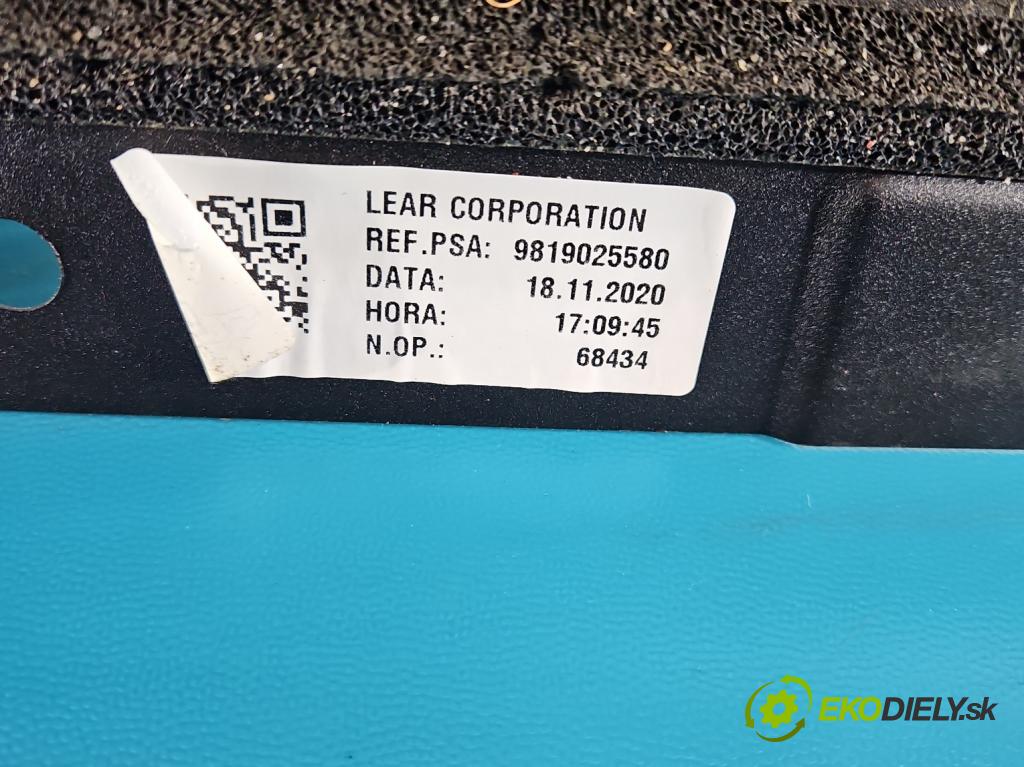 LEAR CORPORATION
REF.PSA: 9819025580
DATA: 18.11.2020
HORA: 17:09:45
N.OP.: 68434
EKODIELY.sk